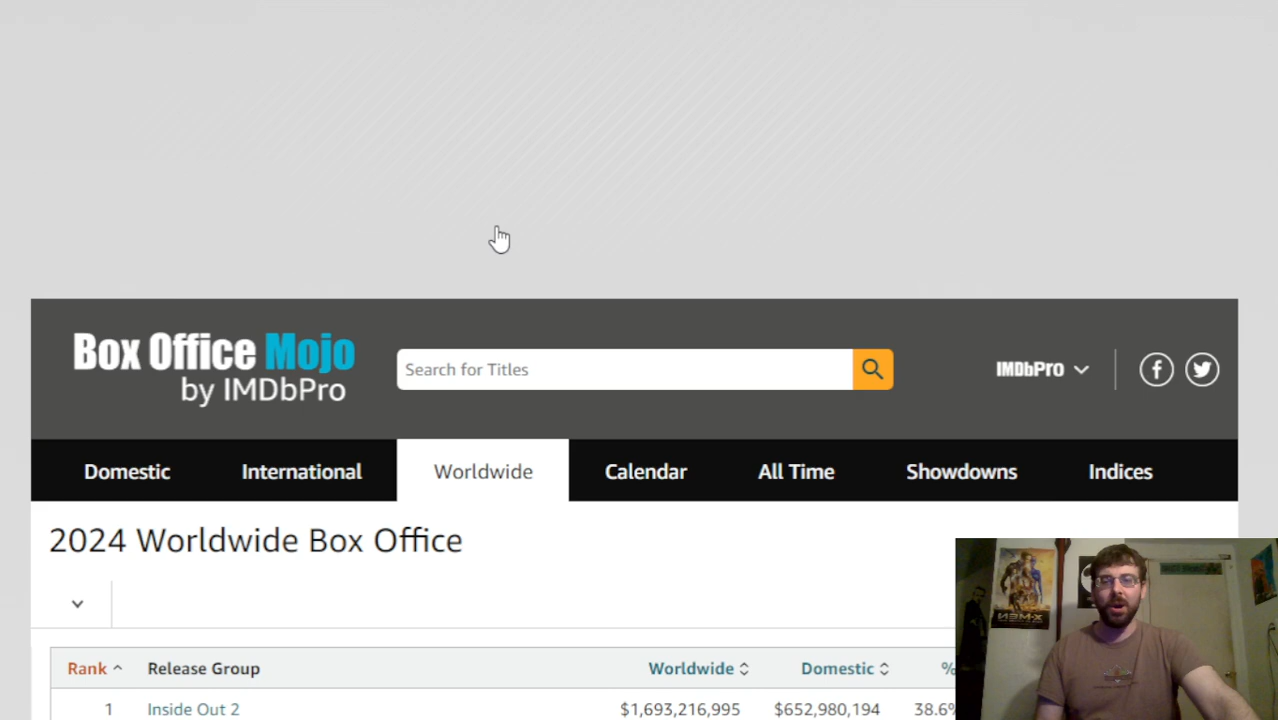 Box Office Mojo
by IMDbPro
Search for Titles
IMDbPro
Domestic International Worldwide Calendar All Time Showdowns Indices
2024 Worldwide Box Office
Rank Release Group Worldwide Domestic %
1 Inside Out 2 $1,693,216,995 $652,980,194 38.6%
X-MEN